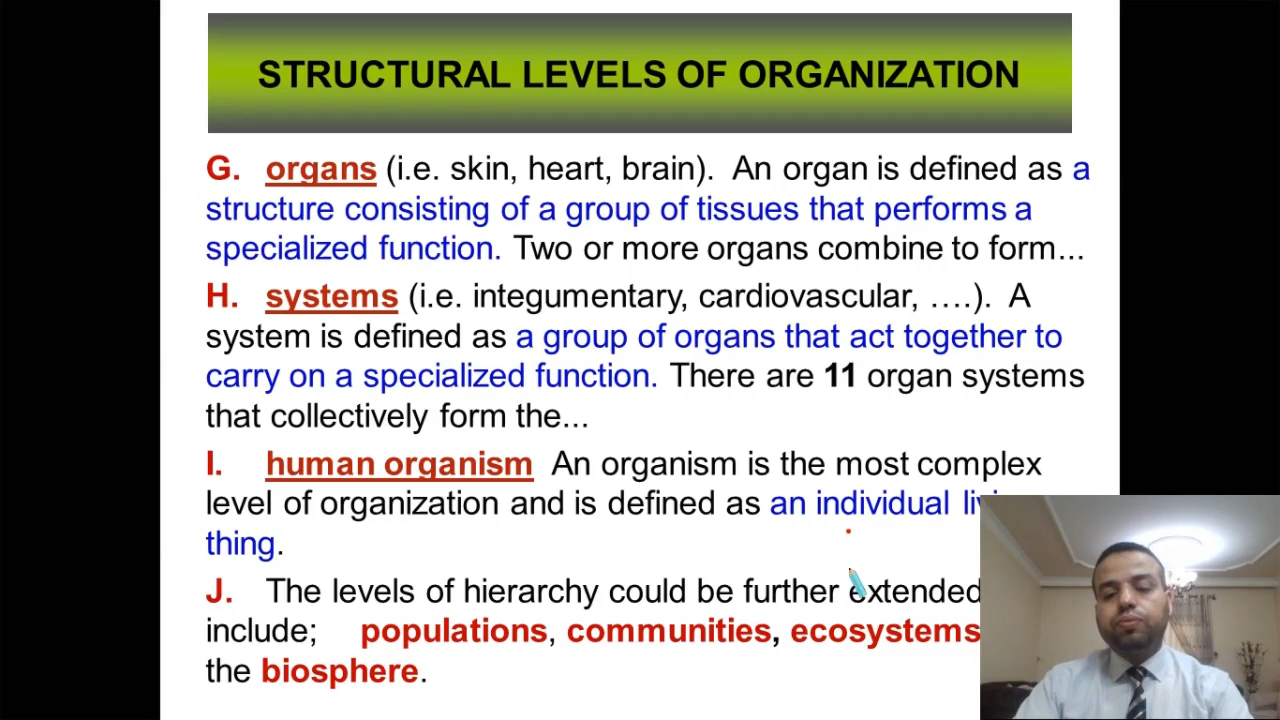 STRUCTURAL LEVELS OF ORGANIZATION
G. organs (i.e. skin, heart, brain). An organ is defined as a
structure consisting of a group of tissues that performs a
specialized function. Two or more organs combine to form...
H. systems (i.e. integumentary, cardiovascular, ….). A
system is defined as a group of organs that act together to
carry on a specialized function. There are 11 organ systems
that collectively form the...
I. human organism An organism is the most complex
level of organization and is defined as an individual
thing.
J. The levels of hierarchy could be further extended
include; populations, communities, ecosystems
the biosphere.